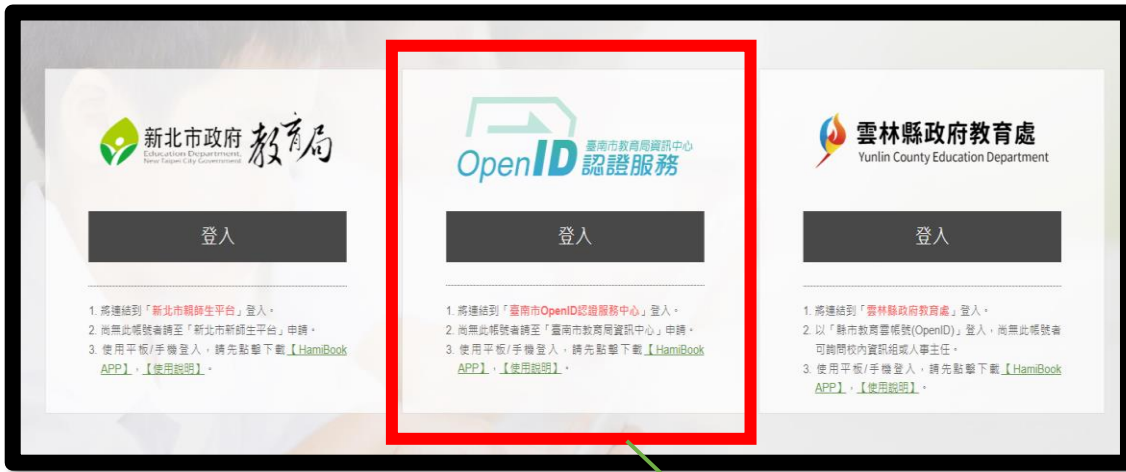 新北市政府 教育局
Education Department,
New Taipei City Government
登入
1. 將連結到「新北市親師生平台」登入。
2. 尚無此帳號者請至「新北市新師生平台」申請。
3. 使用平板/手機登入，請先點擊下載【HamiBook
APP】，【使用說明】。
臺南市教育局資訊中心
OpenID 認證服務
登入
1. 將連結到「臺南市OpenID認證服務中心」登入。
2. 尚無此帳號者請至「臺南市教育局資訊中心」申請。
3. 使用平板/手機登入，請先點擊下載【HamiBook
APP】，【使用說明】。
雲林縣政府教育處
Yunlin County Education Department
登入
1. 將連結到「雲林縣政府教育處」登入。
2. 以「縣市教育雲帳號(OpenID)」登入，尚無此帳號者
可詢問校內資訊組或人事主任。
3. 使用平板/手機登入，請先點擊下載【HamiBook
APP】，【使用說明】。